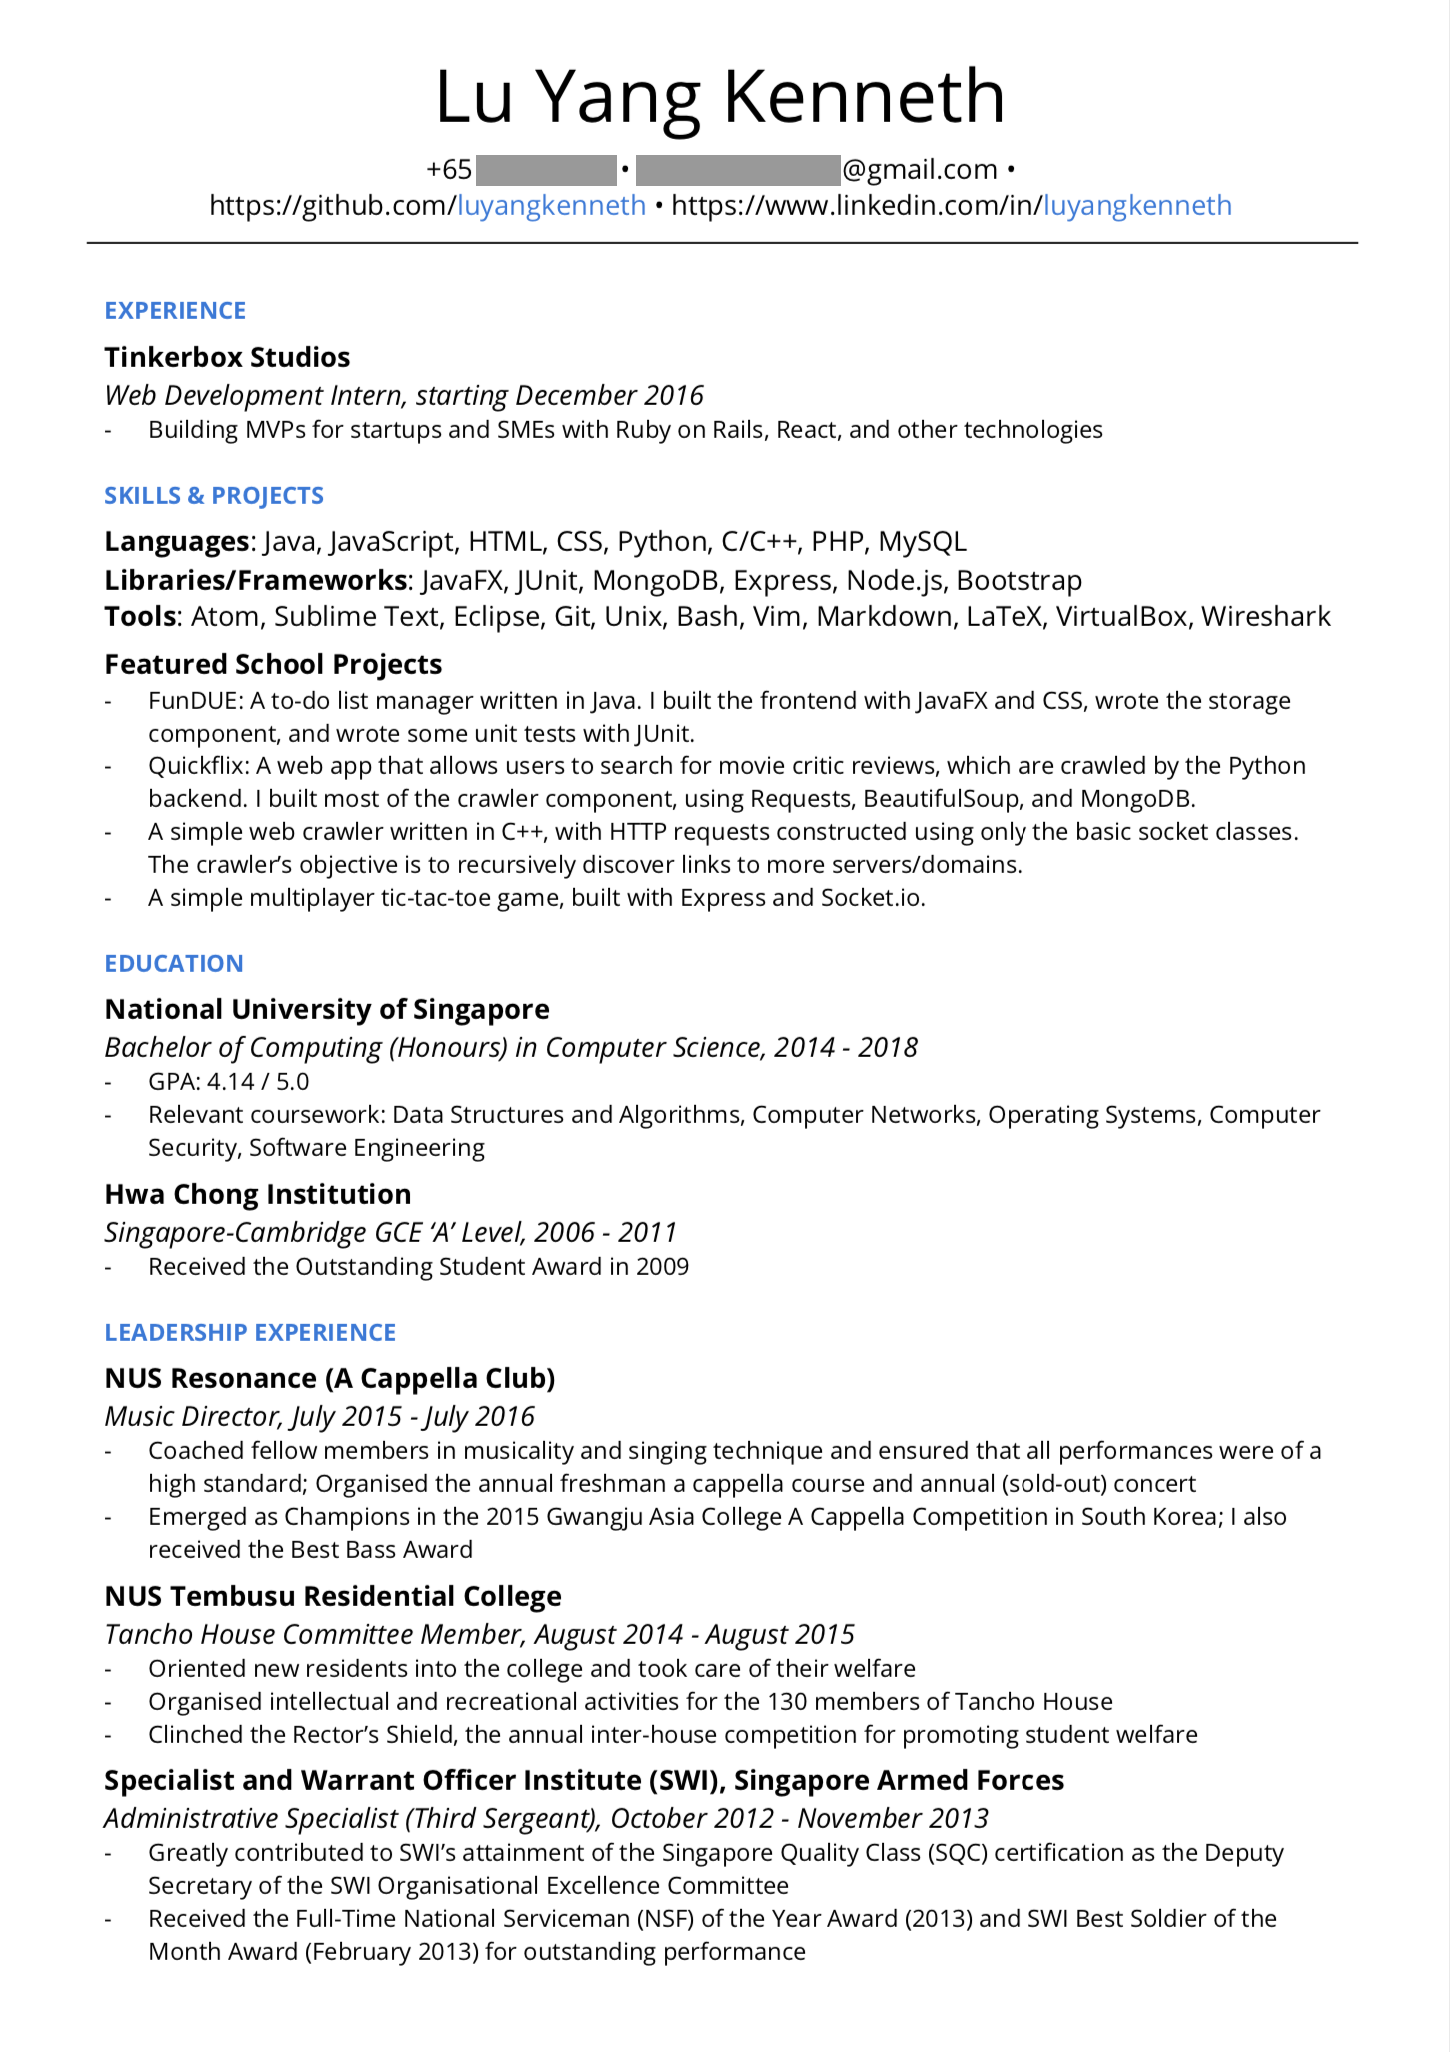 Lu Yang Kenneth
+65 • @gmail.com •
https://github.com/luyangkenneth • https://www.linkedin.com/in/luyangkenneth
EXPERIENCE
Tinkerbox Studios
Web Development Intern, starting December 2016
- Building MVPs for startups and SMEs with Ruby on Rails, React, and other technologies
SKILLS & PROJECTS
Languages: Java, JavaScript, HTML, CSS, Python, C/C++, PHP, MySQL
Libraries/Frameworks: JavaFX, JUnit, MongoDB, Express, Node.js, Bootstrap
Tools: Atom, Sublime Text, Eclipse, Git, Unix, Bash, Vim, Markdown, LaTeX, VirtualBox, Wireshark
Featured School Projects
- FunDUE: A to-do list manager written in Java. I built the frontend with JavaFX and CSS, wrote the storage
component, and wrote some unit tests with JUnit.
- Quickflix: A web app that allows users to search for movie critic reviews, which are crawled by the Python
backend. I built most of the crawler component, using Requests, BeautifulSoup, and MongoDB.
- A simple web crawler written in C++, with HTTP requests constructed using only the basic socket classes.
The crawler’s objective is to recursively discover links to more servers/domains.
- A simple multiplayer tic-tac-toe game, built with Express and Socket.io.
EDUCATION
National University of Singapore
Bachelor of Computing (Honours) in Computer Science, 2014 - 2018
- GPA: 4.14 / 5.0
- Relevant coursework: Data Structures and Algorithms, Computer Networks, Operating Systems, Computer
Security, Software Engineering
Hwa Chong Institution
Singapore-Cambridge GCE ‘A’ Level, 2006 - 2011
- Received the Outstanding Student Award in 2009
LEADERSHIP EXPERIENCE
NUS Resonance (A Cappella Club)
Music Director, July 2015 - July 2016
- Coached fellow members in musicality and singing technique and ensured that all performances were of a
high standard; Organised the annual freshman a cappella course and annual (sold-out) concert
- Emerged as Champions in the 2015 Gwangju Asia College A Cappella Competition in South Korea; I also
received the Best Bass Award
NUS Tembusu Residential College
Tancho House Committee Member, August 2014 - August 2015
- Oriented new residents into the college and took care of their welfare
- Organised intellectual and recreational activities for the 130 members of Tancho House
- Clinched the Rector’s Shield, the annual inter-house competition for promoting student welfare
Specialist and Warrant Officer Institute (SWI), Singapore Armed Forces
Administrative Specialist (Third Sergeant), October 2012 - November 2013
- Greatly contributed to SWI’s attainment of the Singapore Quality Class (SQC) certification as the Deputy
Secretary of the SWI Organisational Excellence Committee
- Received the Full-Time National Serviceman (NSF) of the Year Award (2013) and SWI Best Soldier of the
Month Award (February 2013) for outstanding performance